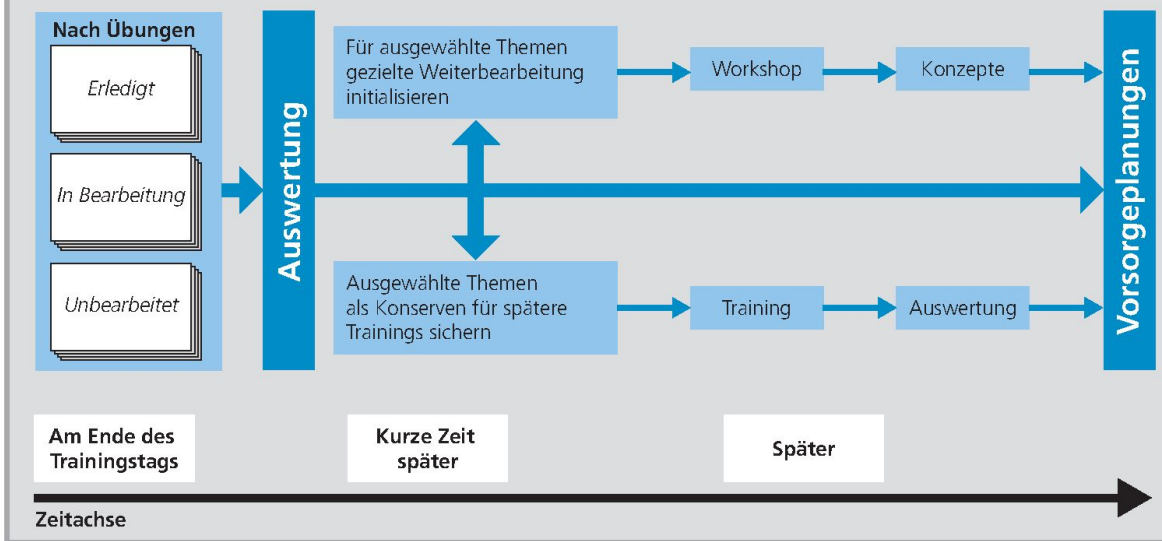 Nach Übungen
Erledigt
In Bearbeitung
Unbearbeitet
Auswertung
Für ausgewählte Themen
gezielte Weiterbearbeitung
initialisieren
Workshop
Konzepte
Ausgewählte Themen
als Konserven für spätere
Trainings sichern
Training
Auswertung
Vorsorgeplanungen
Am Ende des
Trainingstags
Kurze Zeit
später
Später
Zeitachse